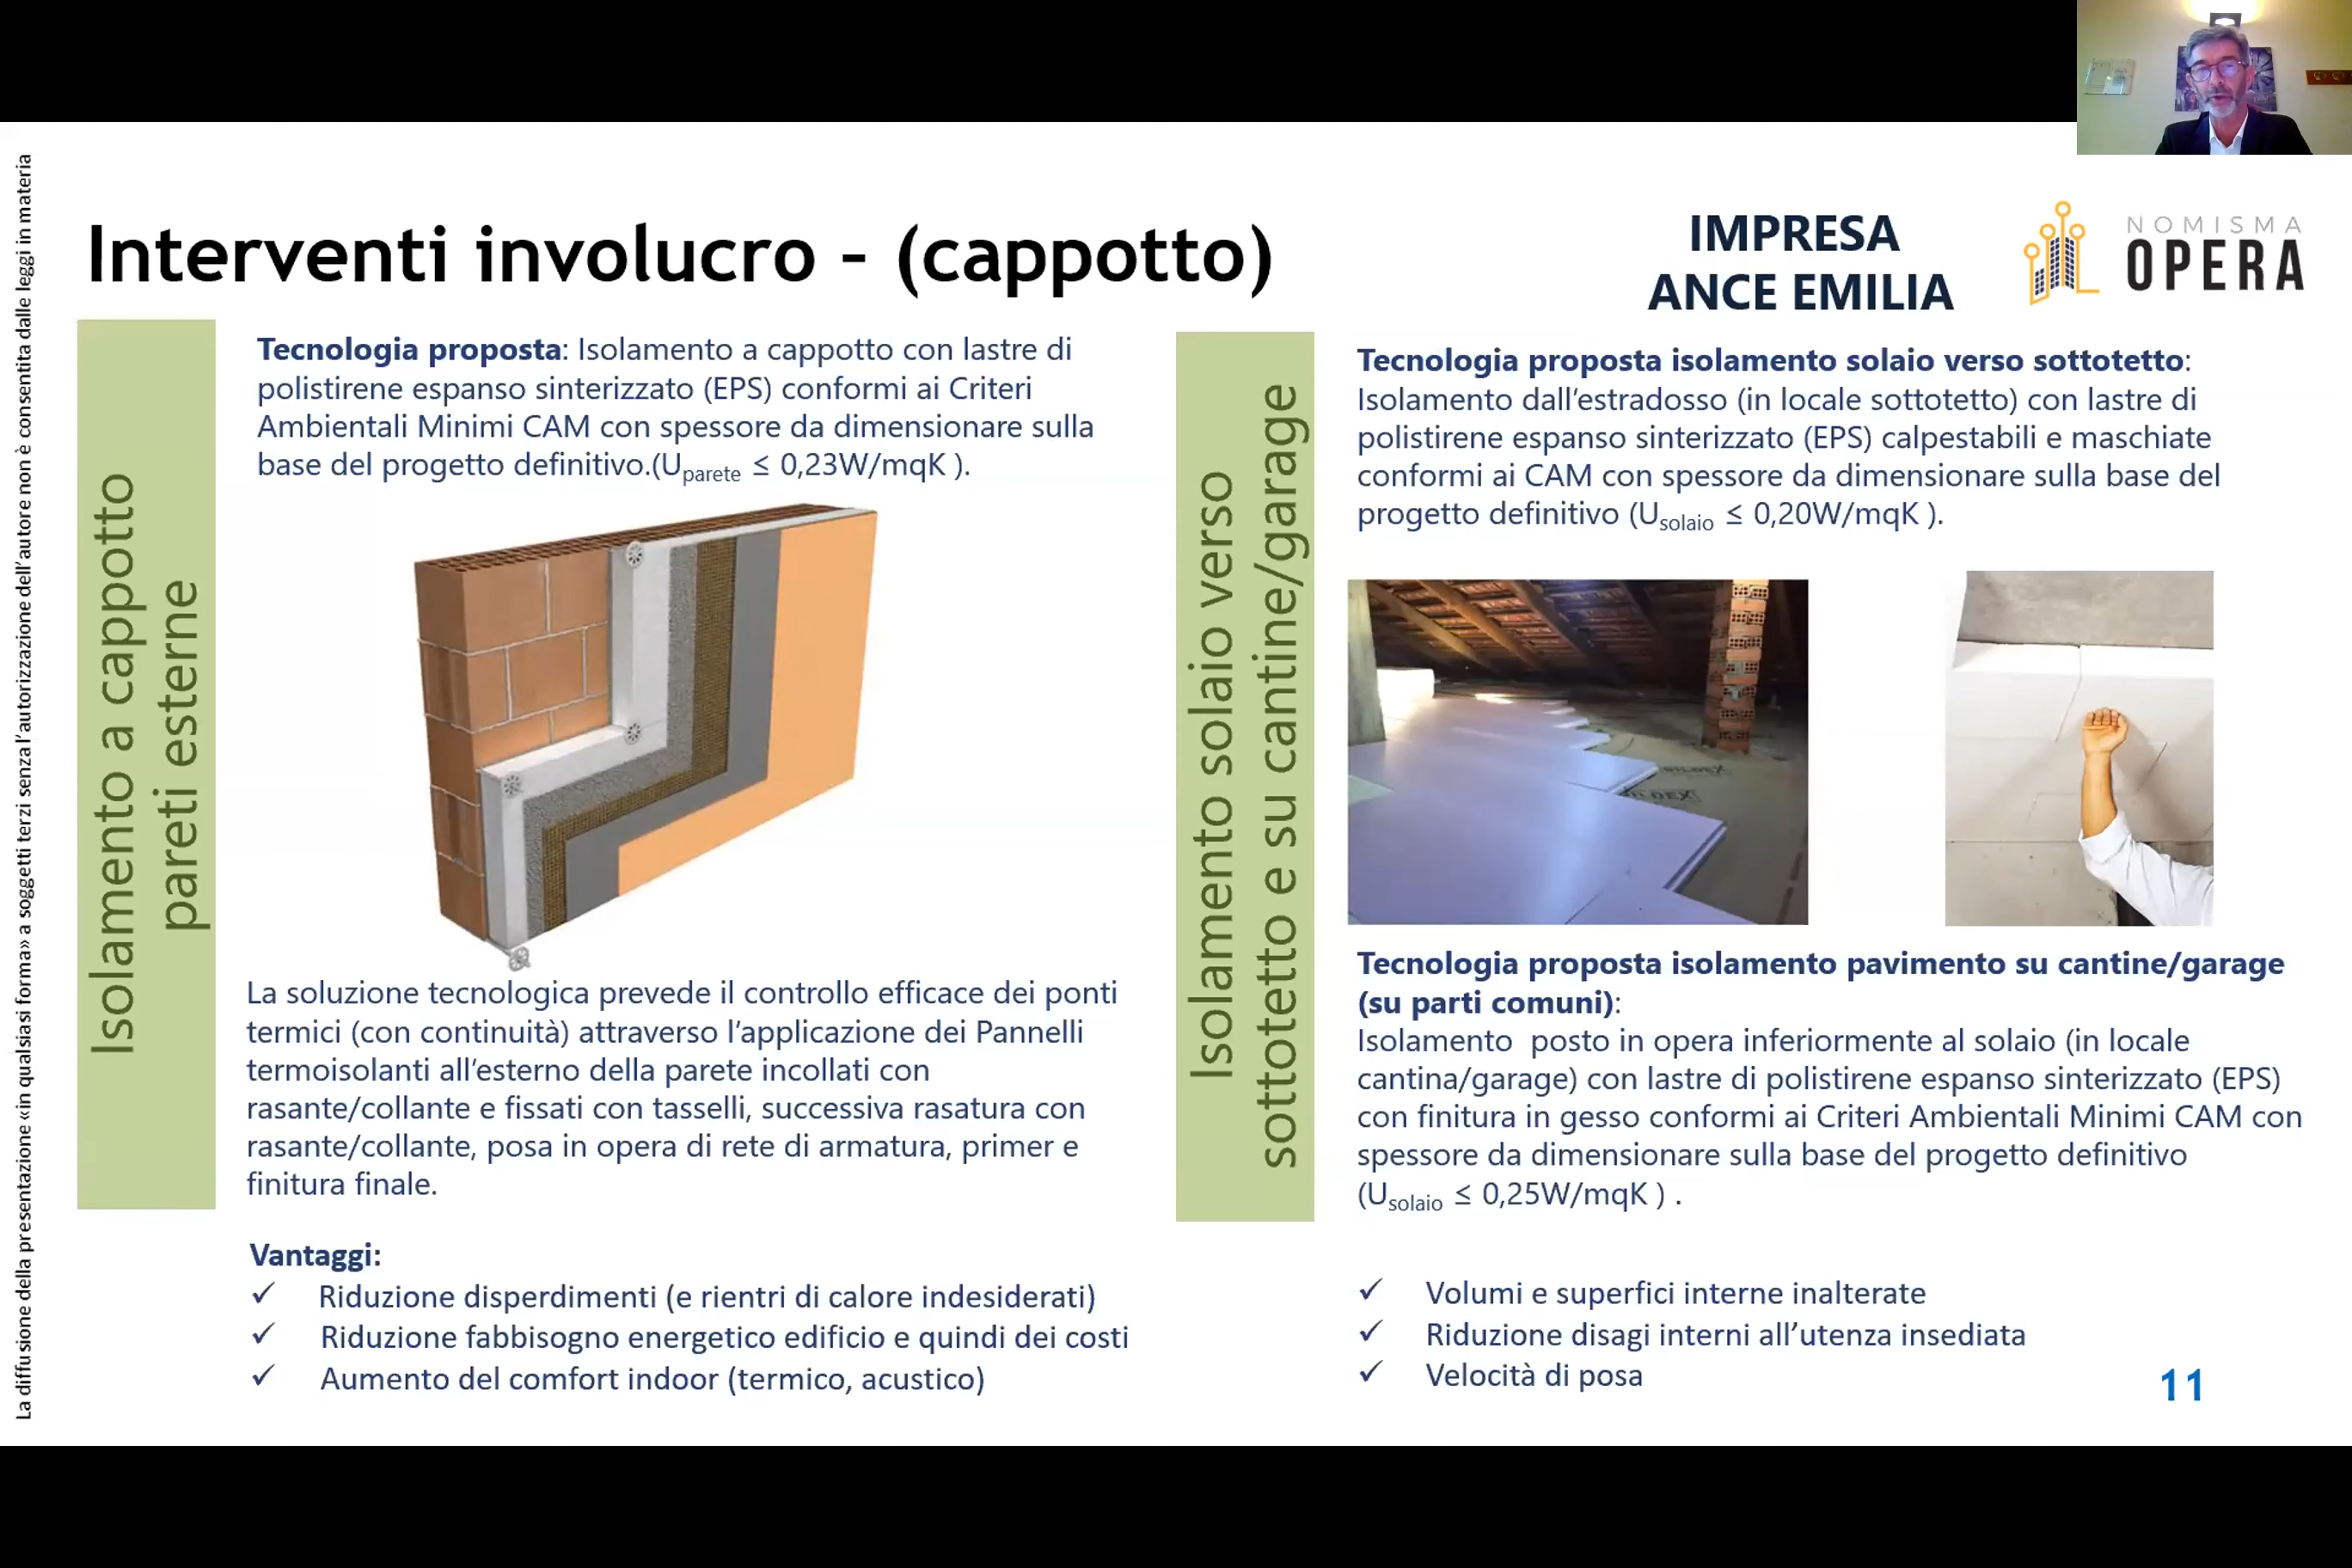 La diffusione della presentazione «in qualsiasi forma» a soggetti terzi senza l'autorizzazione dell'autore non è consentita dalle leggi in materia
Interventi involucro - (cappotto)
IMPRESA
ANCE EMILIA
NOMISMA
OPERA
Isolamento a cappotto
pareti esterne
Tecnologia proposta: Isolamento a cappotto con lastre di
polistirene espanso sinterizzato (EPS) conformi ai Criteri
Ambientali Minimi CAM con spessore da dimensionare sulla
base del progetto definitivo.(Uparete ≤ 0,23W/mqK ).
La soluzione tecnologica prevede il controllo efficace dei ponti
termici (con continuità) attraverso l'applicazione dei Pannelli
termoisolanti all'esterno della parete incollati con
rasante/collante e fissati con tasselli, successiva rasatura con
rasante/collante, posa in opera di rete di armatura, primer e
finitura finale.
Vantaggi:
✓ Riduzione disperdimenti (e rientri di calore indesiderati)
✓ Riduzione fabbisogno energetico edificio e quindi dei costi
✓ Aumento del comfort indoor (termico, acustico)
Isolamento solaio verso
sottotetto e su cantine/garage
Tecnologia proposta isolamento solaio verso sottotetto:
Isolamento dall'estradosso (in locale sottotetto) con lastre di
polistirene espanso sinterizzato (EPS) calpestabili e maschiate
conformi ai CAM con spessore da dimensionare sulla base del
progetto definitivo (Usolaio ≤ 0,20W/mqK ).
Tecnologia proposta isolamento pavimento su cantine/garage
(su parti comuni):
Isolamento posto in opera inferiormente al solaio (in locale
cantina/garage) con lastre di polistirene espanso sinterizzato (EPS)
con finitura in gesso conformi ai Criteri Ambientali Minimi CAM con
spessore da dimensionare sulla base del progetto definitivo
(Usolaio ≤ 0,25W/mqK ) .
✓ Volumi e superfici interne inalterate
✓ Riduzione disagi interni all'utenza insediata
✓ Velocità di posa
11